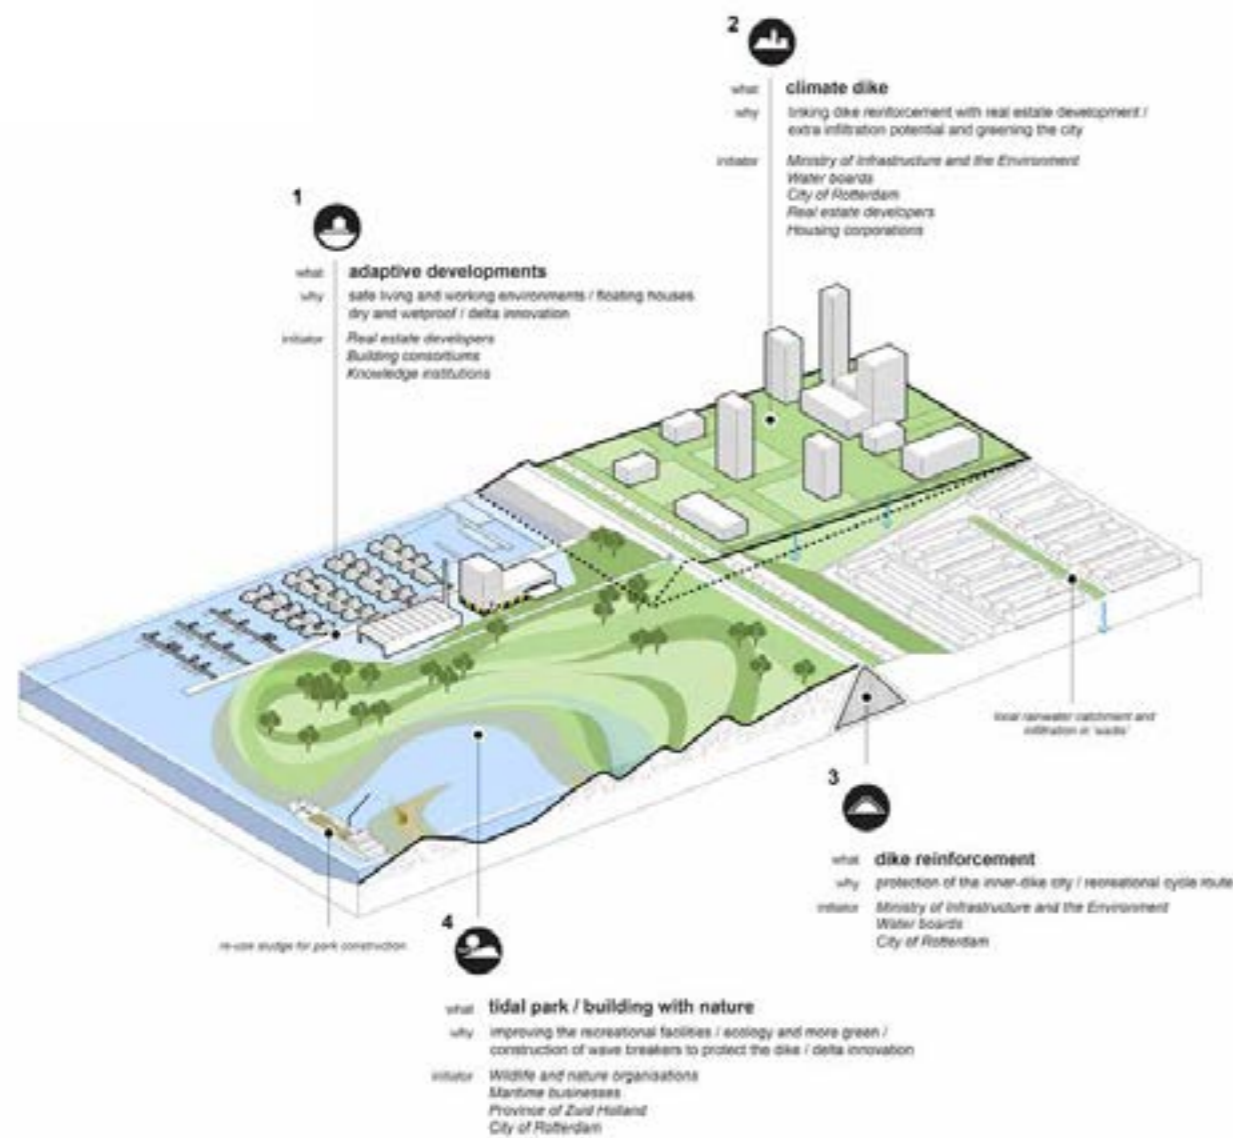 1
what adaptive developments
why safe living and working environments / floating houses
dry and wetproof / delta innovation
initiator Real estate developers
Building consortiums
Knowledge institutions
2
what climate dike
why linking dike reinforcement with real estate development /
extra infiltration potential and greening the city
initiator Ministry of Infrastructure and the Environment
Water boards
City of Rotterdam
Real estate developers
Housing corporations
local rainwater catchment and
infiltration in 'wadis'
3
what dike reinforcement
why protection of the inner-dike city / recreational cycle route
initiator Ministry of Infrastructure and the Environment
Water boards
City of Rotterdam
re-use sludge for park construction
4
what tidal park / building with nature
why improving the recreational facilities / ecology and more green /
construction of wave breakers to protect the dike / delta innovation
initiator Wildlife and nature organisations
Maritime businesses
Province of Zuid Holland
City of Rotterdam